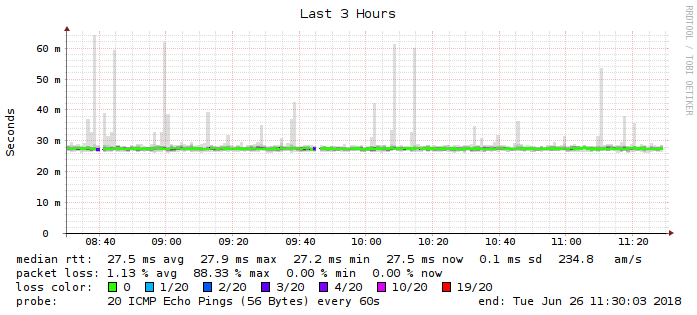 Last 3 Hours
RRDTOOL / TOBI OETIKER
Seconds
60 m
50 m
40 m
30 m
20 m
10 m
0
08:40 09:00 09:20 09:40 10:00 10:20 10:40 11:00 11:20
median rtt: 27.5 ms avg 27.9 ms max 27.2 ms min 27.5 ms now 0.1 ms sd 234.8 am/s
packet loss: 1.13 % avg 88.33 % max 0.00 % min 0.00 % now
loss color: 0 1/20 2/20 3/20 4/20 10/20 19/20
probe: 20 ICMP Echo Pings (56 Bytes) every 60s end: Tue Jun 26 11:30:03 2018